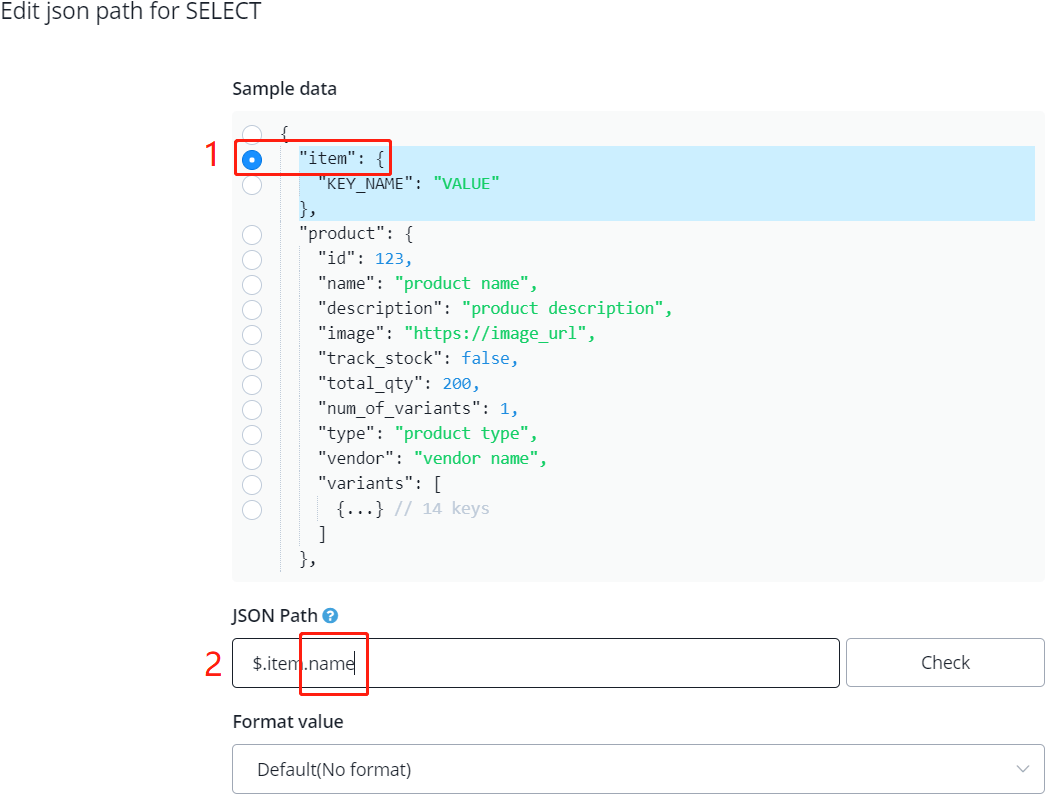 Edit json path for SELECT
Sample data
{
1
"item": {
"KEY_NAME": "VALUE"
},
"product": {
"id": 123,
"name": "product name",
"description": "product description",
"image": "https://image_url",
"track_stock": false,
"total_qty": 200,
"num_of_variants": 1,
"type": "product type",
"vendor": "vendor name",
"variants": [
{...} // 14 keys
]
},
JSON Path ?
2
$.item.name
Check
Format value
Default(No format)